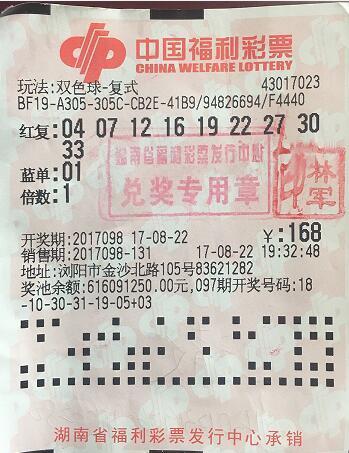 中国福利彩票
CHINA WELFARE LOTTERY
玩法:双色球-复式 43017023
BF19-A305-305C-CB2E-41B9/94826694/F4440
红复:04 07 12 16 19 22 27 30
33
湖南省福利彩票发行中心
蓝单:01
兑奖专用章
林军印
倍数:1
开奖期:2017098 17-08-22 ¥:168
销售期:2017098-131 17-08-22 19:32:48
地址:浏阳市金沙北路105号83621282
奖池余额:616091250.00元,097期开奖号码:18
-10-30-31-19-05+03
湖南省福利彩票发行中心承销